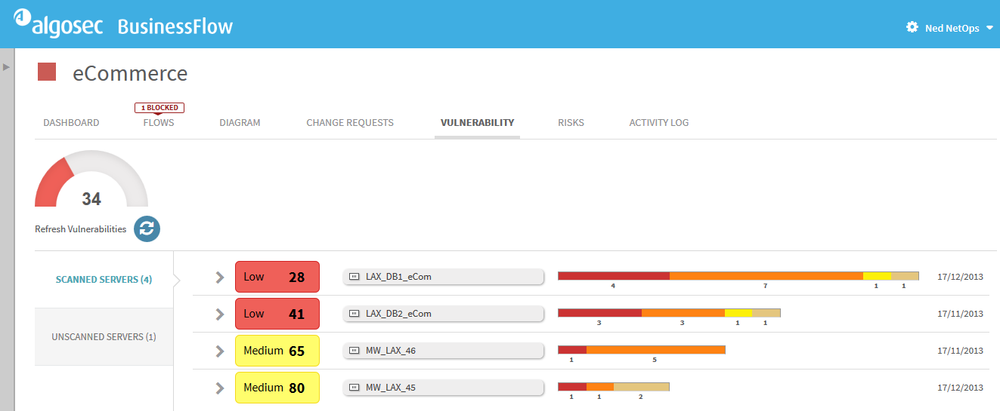 algosec BusinessFlow
Ned NetOps
eCommerce
1 BLOCKED
DASHBOARD FLOWS DIAGRAM CHANGE REQUESTS VULNERABILITY RISKS ACTIVITY LOG
34
Refresh Vulnerabilities
SCANNED SERVERS (4)
UNSCANNED SERVERS (1)
Low 28 LAX_DB1_eCom 17/12/2013
4 7 1 1
Low 41 LAX_DB2_eCom 17/11/2013
3 3 1 1
Medium 65 MW_LAX_46 17/11/2013
1 5
Medium 80 MW_LAX_45 17/12/2013
1 1 2